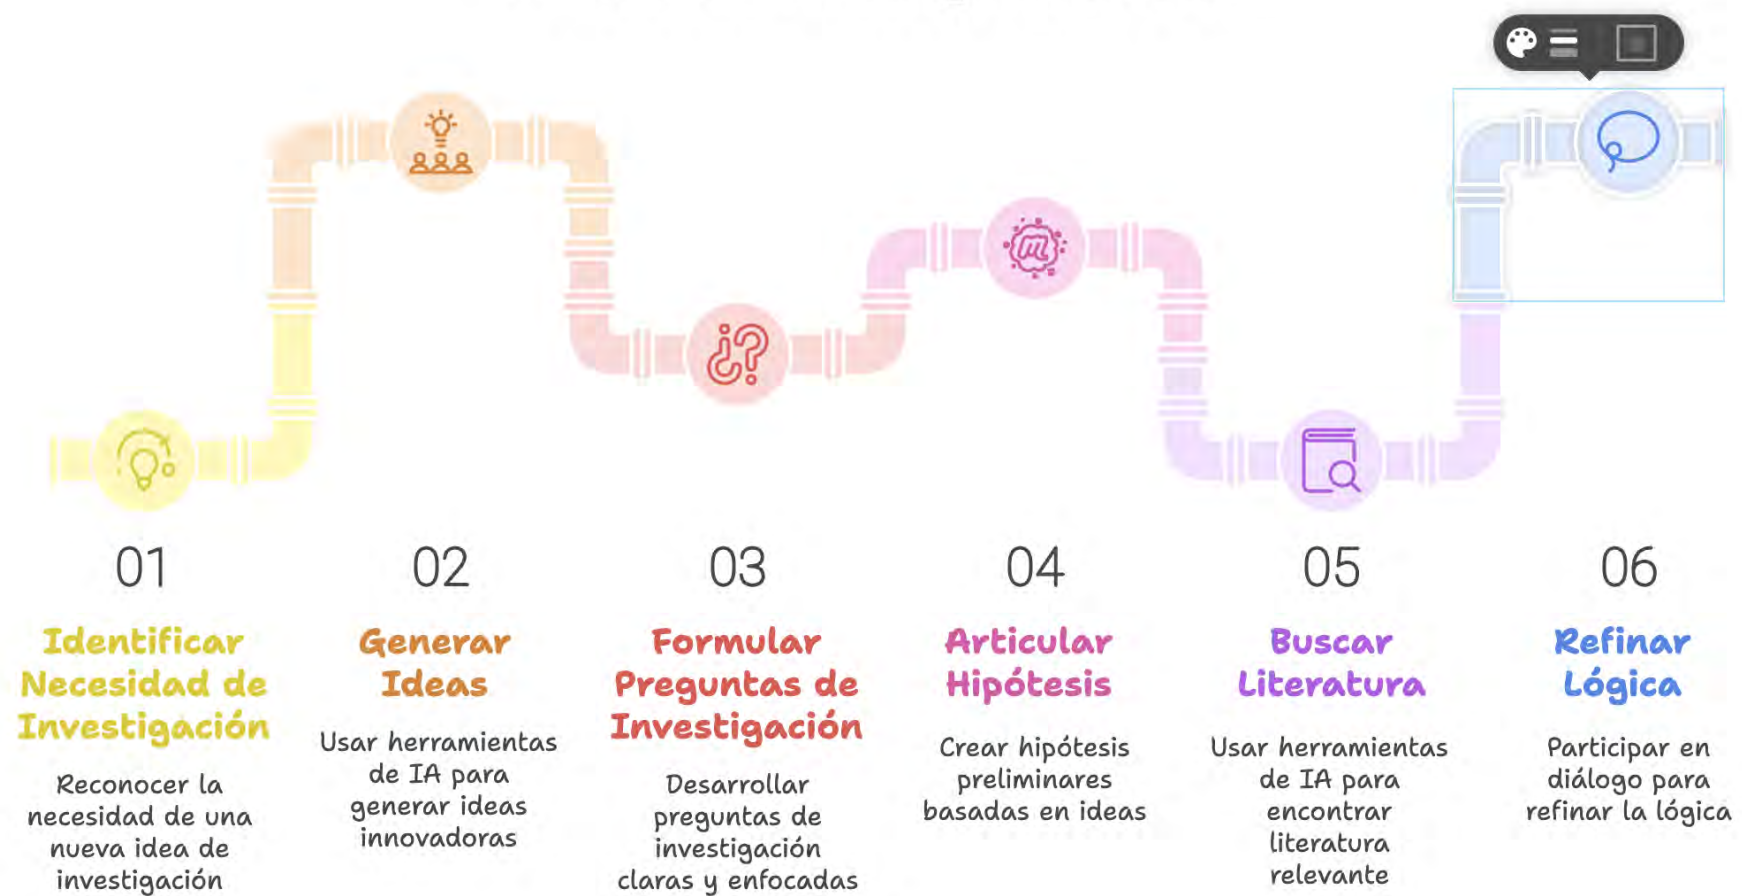 01
Identificar
Necesidad de
Investigación
Reconocer la
necesidad de una
nueva idea de
investigación
02
Generar
Ideas
Usar herramientas
de IA para
generar ideas
innovadoras
03
Formular
Preguntas de
Investigación
Desarrollar
preguntas de
investigación
claras y enfocadas
04
Articular
Hipótesis
Crear hipótesis
preliminares
basadas en ideas
05
Buscar
Literatura
Usar herramientas
de IA para
encontrar
literatura
relevante
06
Refinar
Lógica
Participar en
diálogo para
refinar la lógica